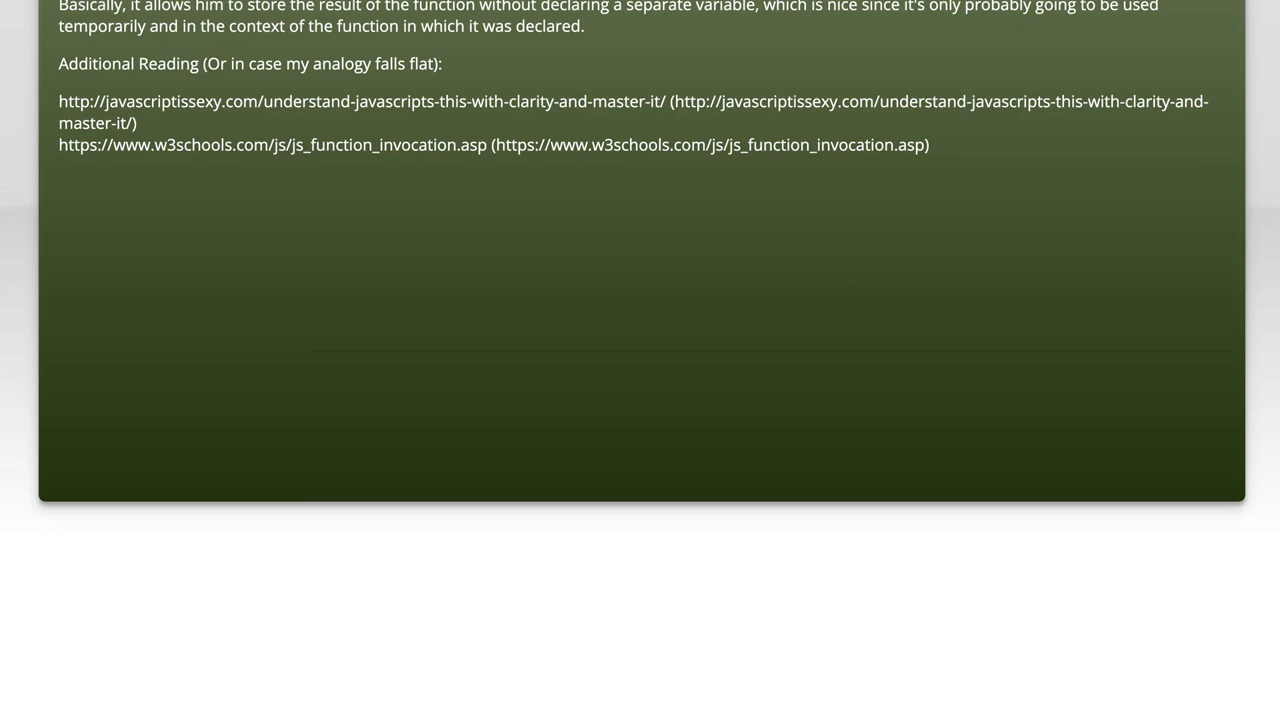 Basically, it allows him to store the result of the function without declaring a separate variable, which is nice since it's only probably going to be used
temporarily and in the context of the function in which it was declared.
Additional Reading (Or in case my analogy falls flat):
http://javascriptissexy.com/understand-javascripts-this-with-clarity-and-master-it/ (http://javascriptissexy.com/understand-javascripts-this-with-clarity-and-
master-it/)
https://www.w3schools.com/js/js_function_invocation.asp (https://www.w3schools.com/js/js_function_invocation.asp)